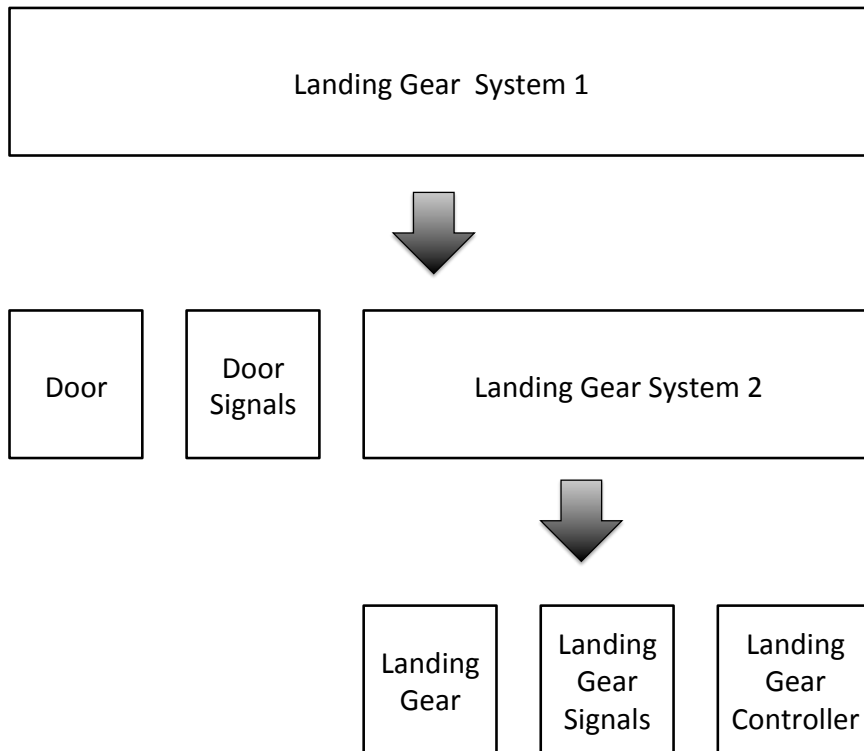 Landing Gear  System 1
Door
Door
Signals
Landing Gear System 2
Landing
Gear
Landing
Gear
Signals
Landing
Gear
Controller